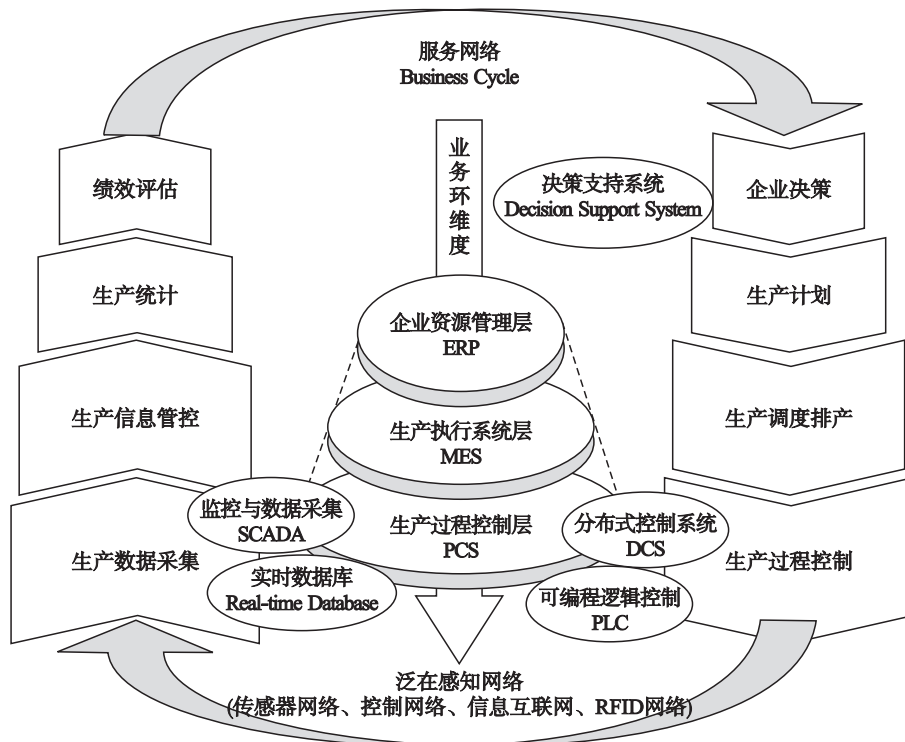 服务网络
Business Cycle
业务环维度
决策支持系统
Decision Support System
绩效评估
企业决策
生产统计
生产计划
企业资源管理层
ERP
生产信息管控
生产调度排产
生产执行系统层
MES
监控与数据采集
SCADA
生产过程控制层
PCS
分布式控制系统
DCS
生产数据采集
生产过程控制
实时数据库
Real-time Database
可编程逻辑控制
PLC
泛在感知网络
(传感器网络、控制网络、信息互联网、RFID网络)